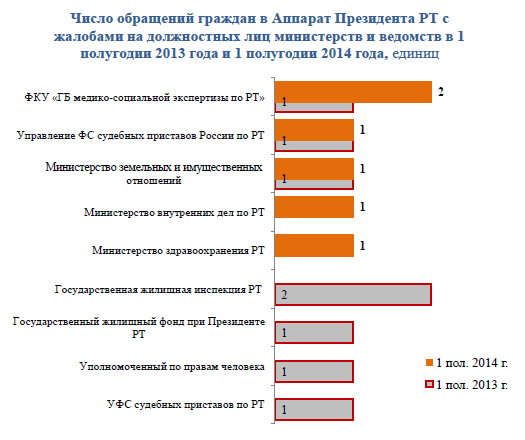 Число обращений граждан в Аппарат Президента РТ с
жалобами на должностных лиц министерств и ведомств в 1
полугодии 2013 года и 1 полугодии 2014 года, единиц
ФКУ «ГБ медико-социальной экспертизы по РТ»
2
1
Управление ФС судебных приставов России по РТ
1
1
Министерство земельных и имущественных
отношений
1
1
Министерство внутренних дел по РТ
1
Министерство здравоохранения РТ
1
Государственная жилищная инспекция РТ
2
Государственный жилищный фонд при Президенте
РТ
1
Уполномоченный по правам человека
1
УФС судебных приставов по РТ
1
1 пол. 2014 г.
1 пол. 2013 г.